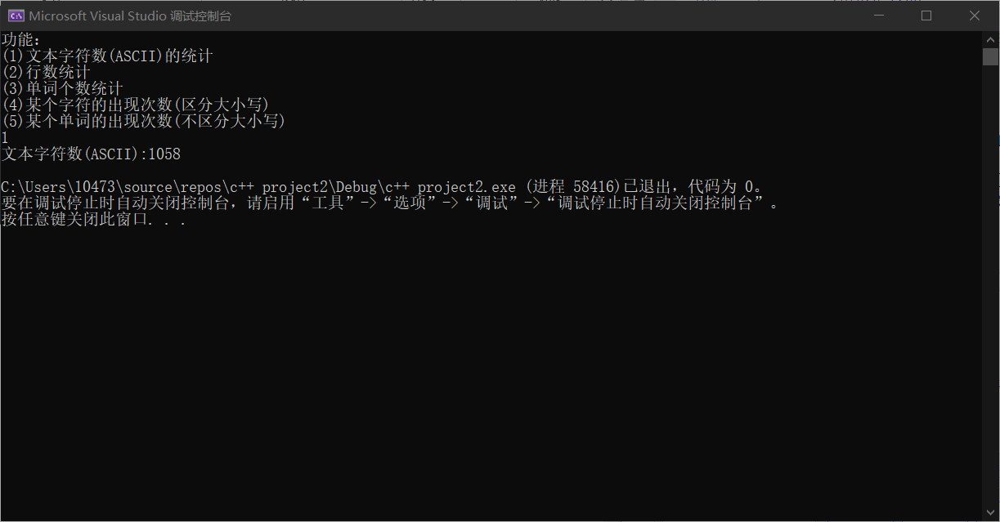 Microsoft Visual Studio 调试控制台
功能：
(1)文本字符数(ASCII)的统计
(2)行数统计
(3)单词个数统计
(4)某个字符的出现次数(区分大小写)
(5)某个单词的出现次数(不区分大小写)
1
文本字符数(ASCII):1058
C:\Users\10473\source\repos\c++ project2\Debug\c++ project2.exe (进程 58416)已退出，代码为 0。
要在调试停止时自动关闭控制台，请启用“工具”->“选项”->“调试”->“调试停止时自动关闭控制台”。
按任意键关闭此窗口. . .